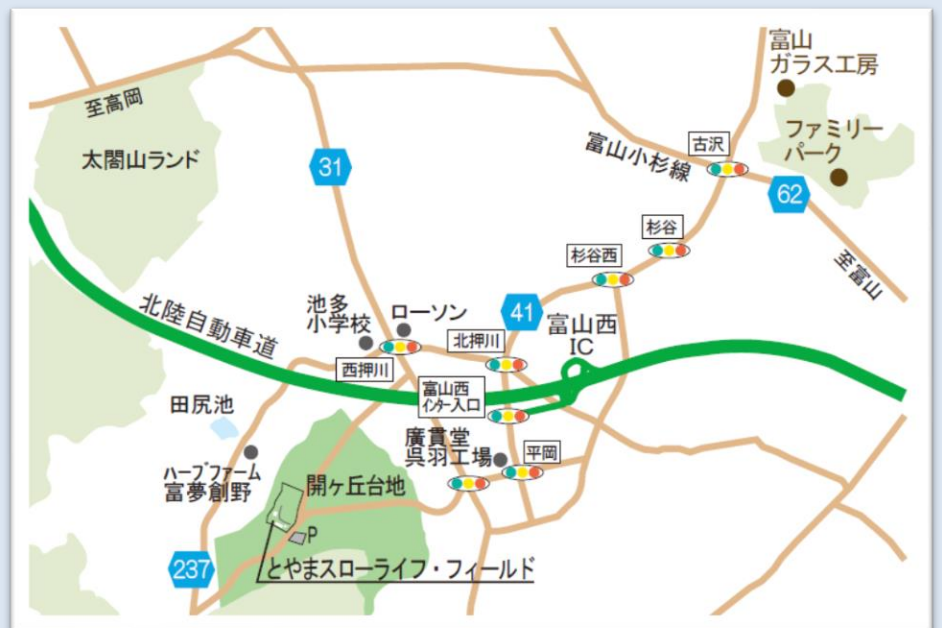 富山
ガラス工房
至高岡
ファミリー
パーク
古沢
富山小杉線
太閤山ランド
31
62
杉谷
杉谷西
至富山
北陸自動車道
池多
小学校
ローソン
41
富山西
IC
北押川
西押川
富山西
インター入口
田尻池
廣貫堂
呉羽工場
平岡
ハーブファーム
富夢創野
開ヶ丘台地
P
237
とやまスローライフ・フィールド